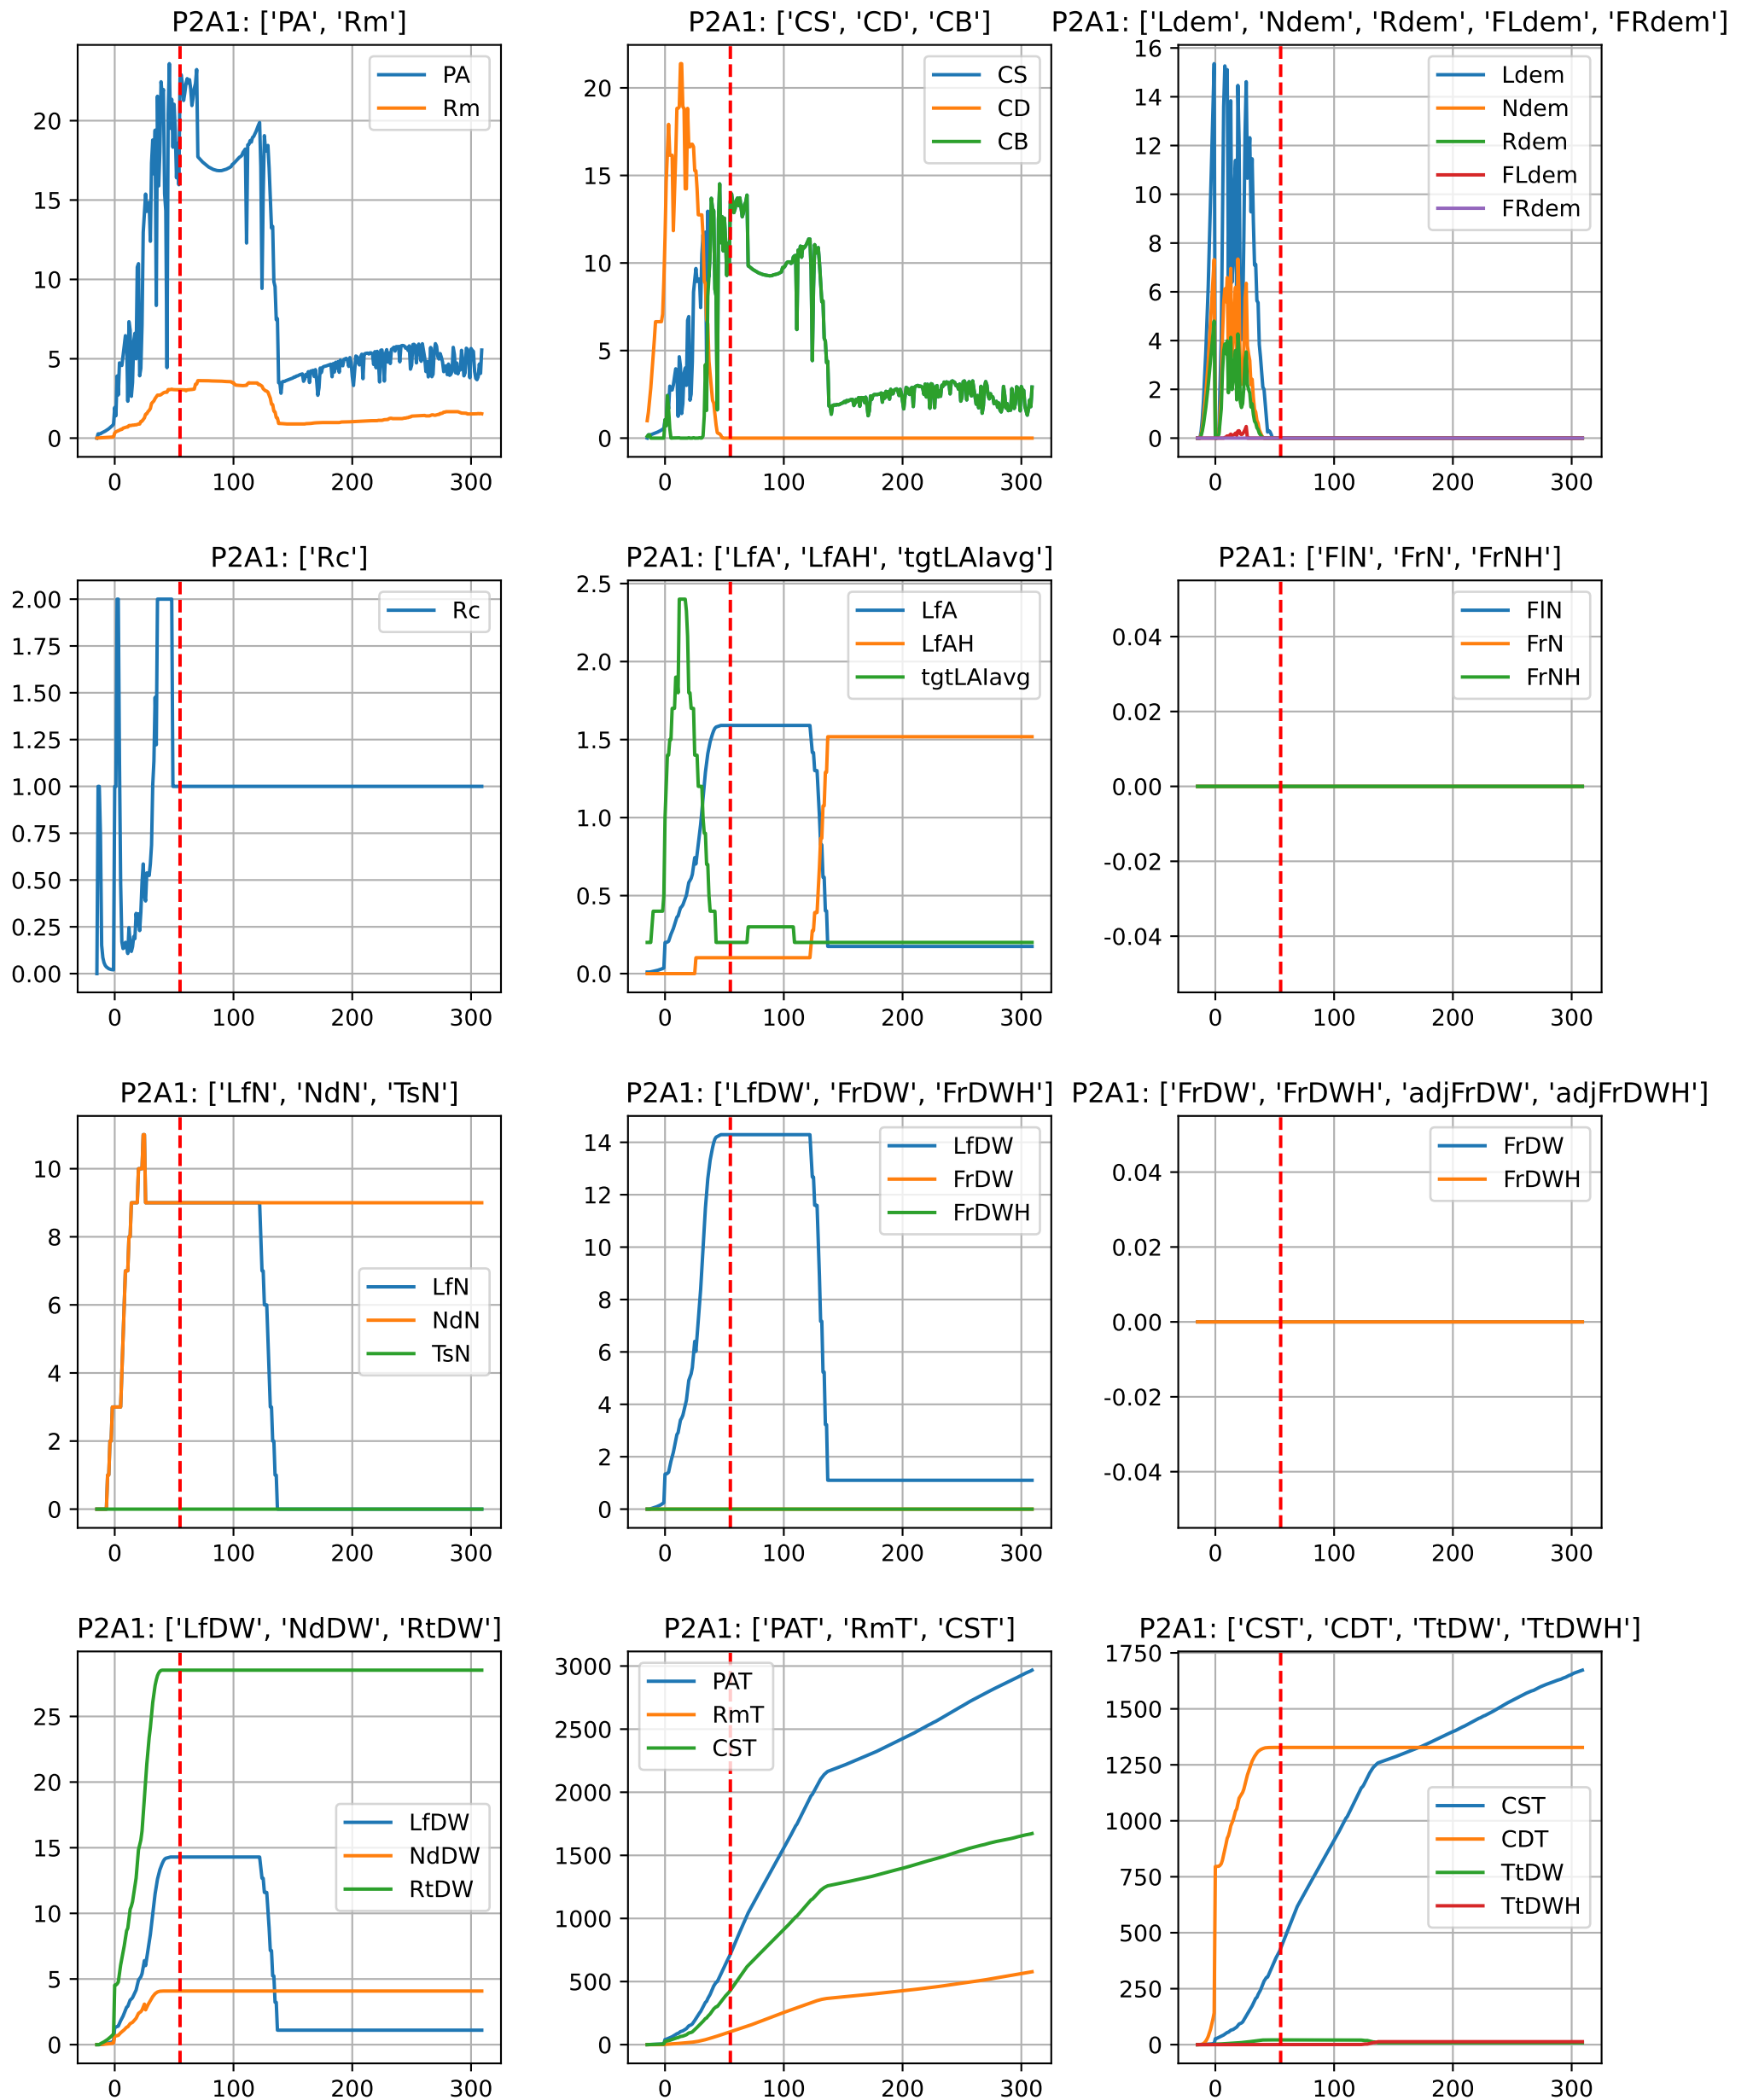 P2A1: ['PA', 'Rm']
PA
Rm
20
15
10
5
0
0 100 200 300
P2A1: ['CS', 'CD', 'CB']
CS
CD
CB
20
15
10
5
0
0 100 200 300
P2A1: ['Ldem', 'Ndem', 'Rdem', 'FLdem', 'FRdem']
Ldem
Ndem
Rdem
FLdem
FRdem
16
14
12
10
8
6
4
2
0
0 100 200 300
P2A1: ['Rc']
Rc
2.00
1.75
1.50
1.25
1.00
0.75
0.50
0.25
0.00
0 100 200 300
P2A1: ['LfA', 'LfAH', 'tgtLAIavg']
LfA
LfAH
tgtLAIavg
2.5
2.0
1.5
1.0
0.5
0.0
0 100 200 300
P2A1: ['FlN', 'FrN', 'FrNH']
FlN
FrN
FrNH
0.04
0.02
0.00
-0.02
-0.04
0 100 200 300
P2A1: ['LfN', 'NdN', 'TsN']
LfN
NdN
TsN
10
8
6
4
2
0
0 100 200 300
P2A1: ['LfDW', 'FrDW', 'FrDWH']
LfDW
FrDW
FrDWH
14
12
10
8
6
4
2
0
0 100 200 300
P2A1: ['FrDW', 'FrDWH', 'adjFrDW', 'adjFrDWH']
FrDW
FrDWH
0.04
0.02
0.00
-0.02
-0.04
0 100 200 300
P2A1: ['LfDW', 'NdDW', 'RtDW']
LfDW
NdDW
RtDW
25
20
15
10
5
0
0 100 200 300
P2A1: ['PAT', 'RmT', 'CST']
PAT
RmT
CST
3000
2500
2000
1500
1000
500
0
0 100 200 300
P2A1: ['CST', 'CDT', 'TtDW', 'TtDWH']
CST
CDT
TtDW
TtDWH
1750
1500
1250
1000
750
500
250
0
0 100 200 300